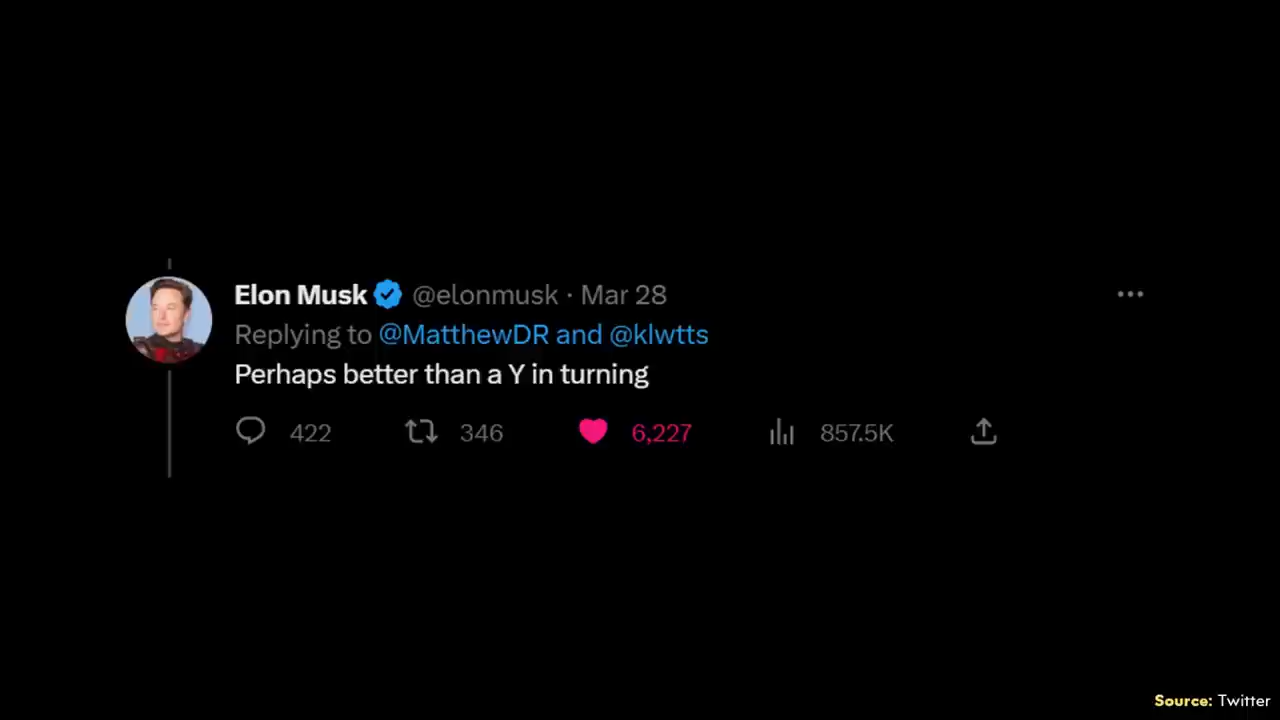 Elon Musk @elonmusk · Mar 28
Replying to @MatthewDR and @klwtts
Perhaps better than a Y in turning
422 346 6,227 857.5K
Source: Twitter